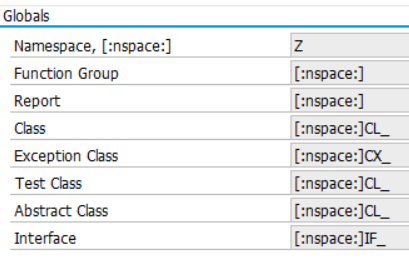 Globals
Namespace, [:nspace:] Z
Function Group [:nspace:]
Report [:nspace:]
Class [:nspace:]CL_
Exception Class [:nspace:]CX_
Test Class [:nspace:]CL_
Abstract Class [:nspace:]CL_
Interface [:nspace:]IF_